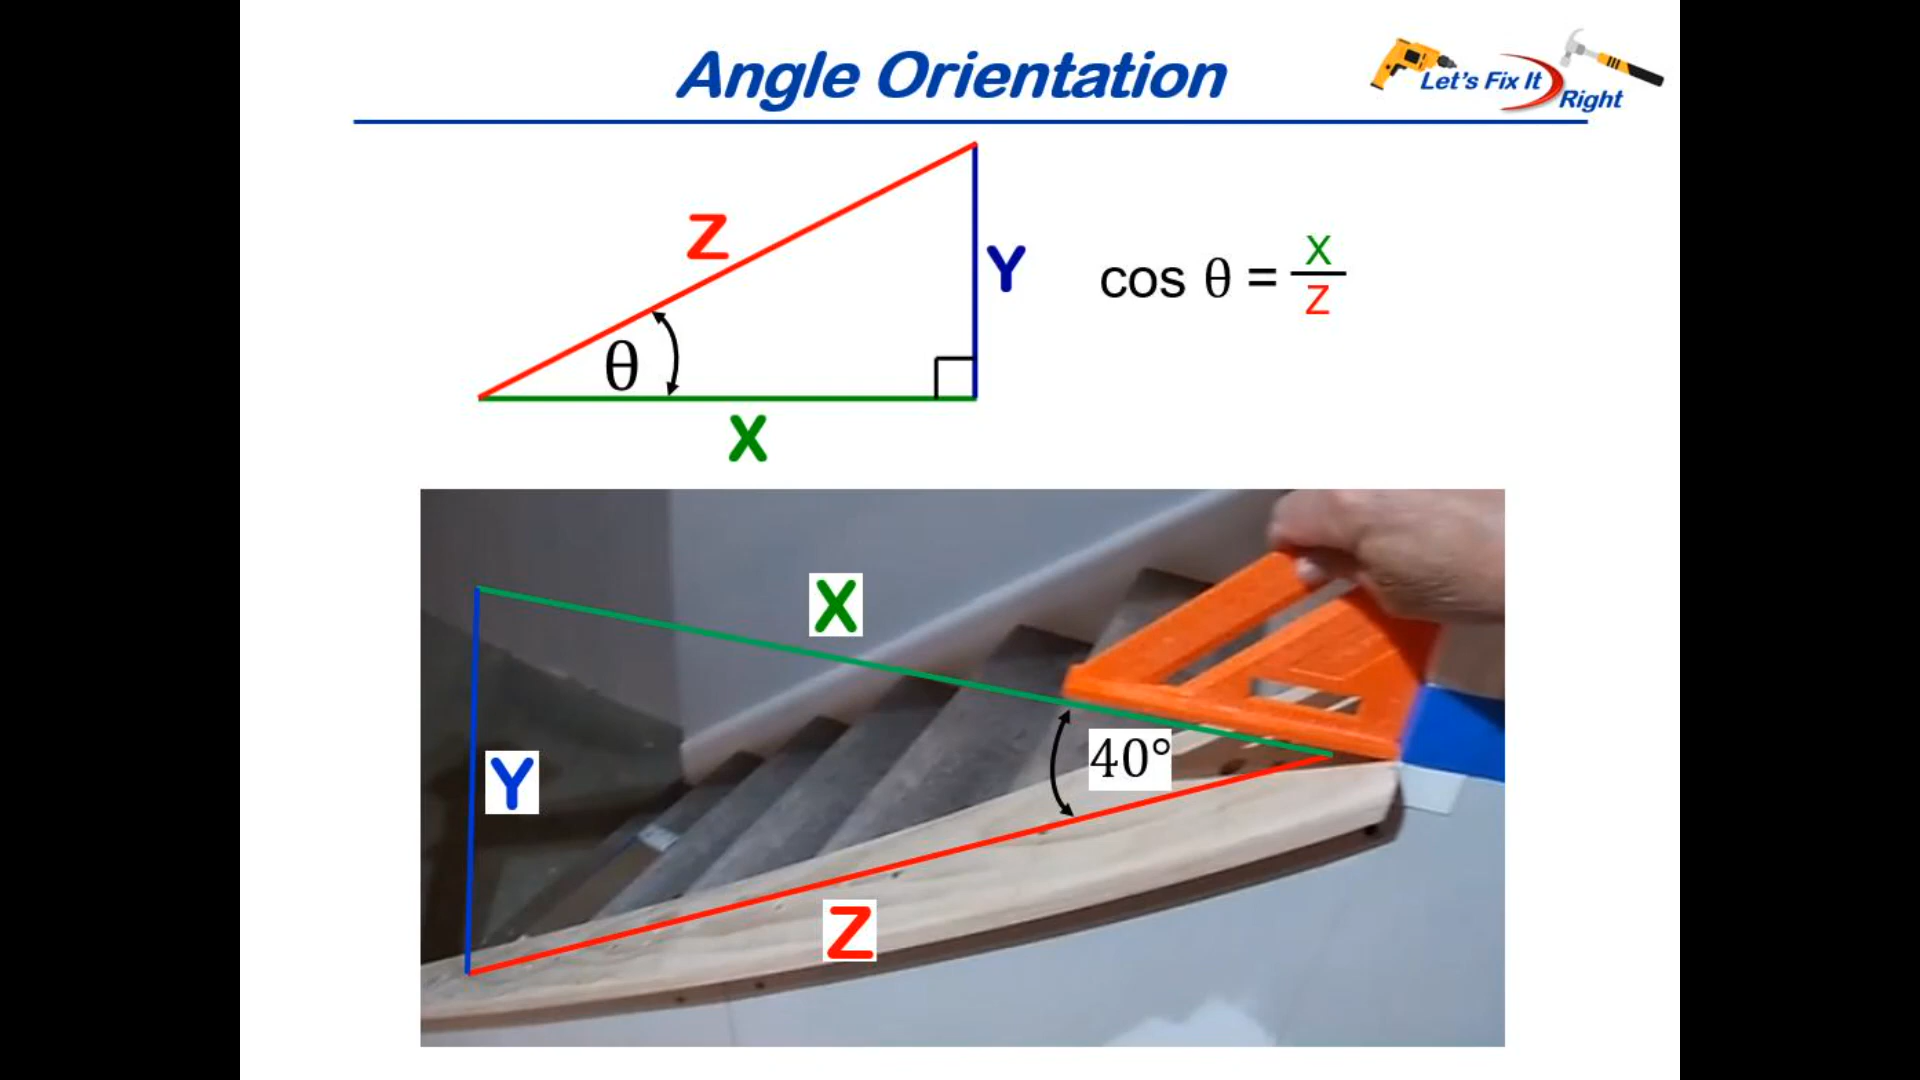 Angle Orientation
Let's Fix It
Right
Z
Y
cos θ = x/z
θ
X
X
40°
Y
Z